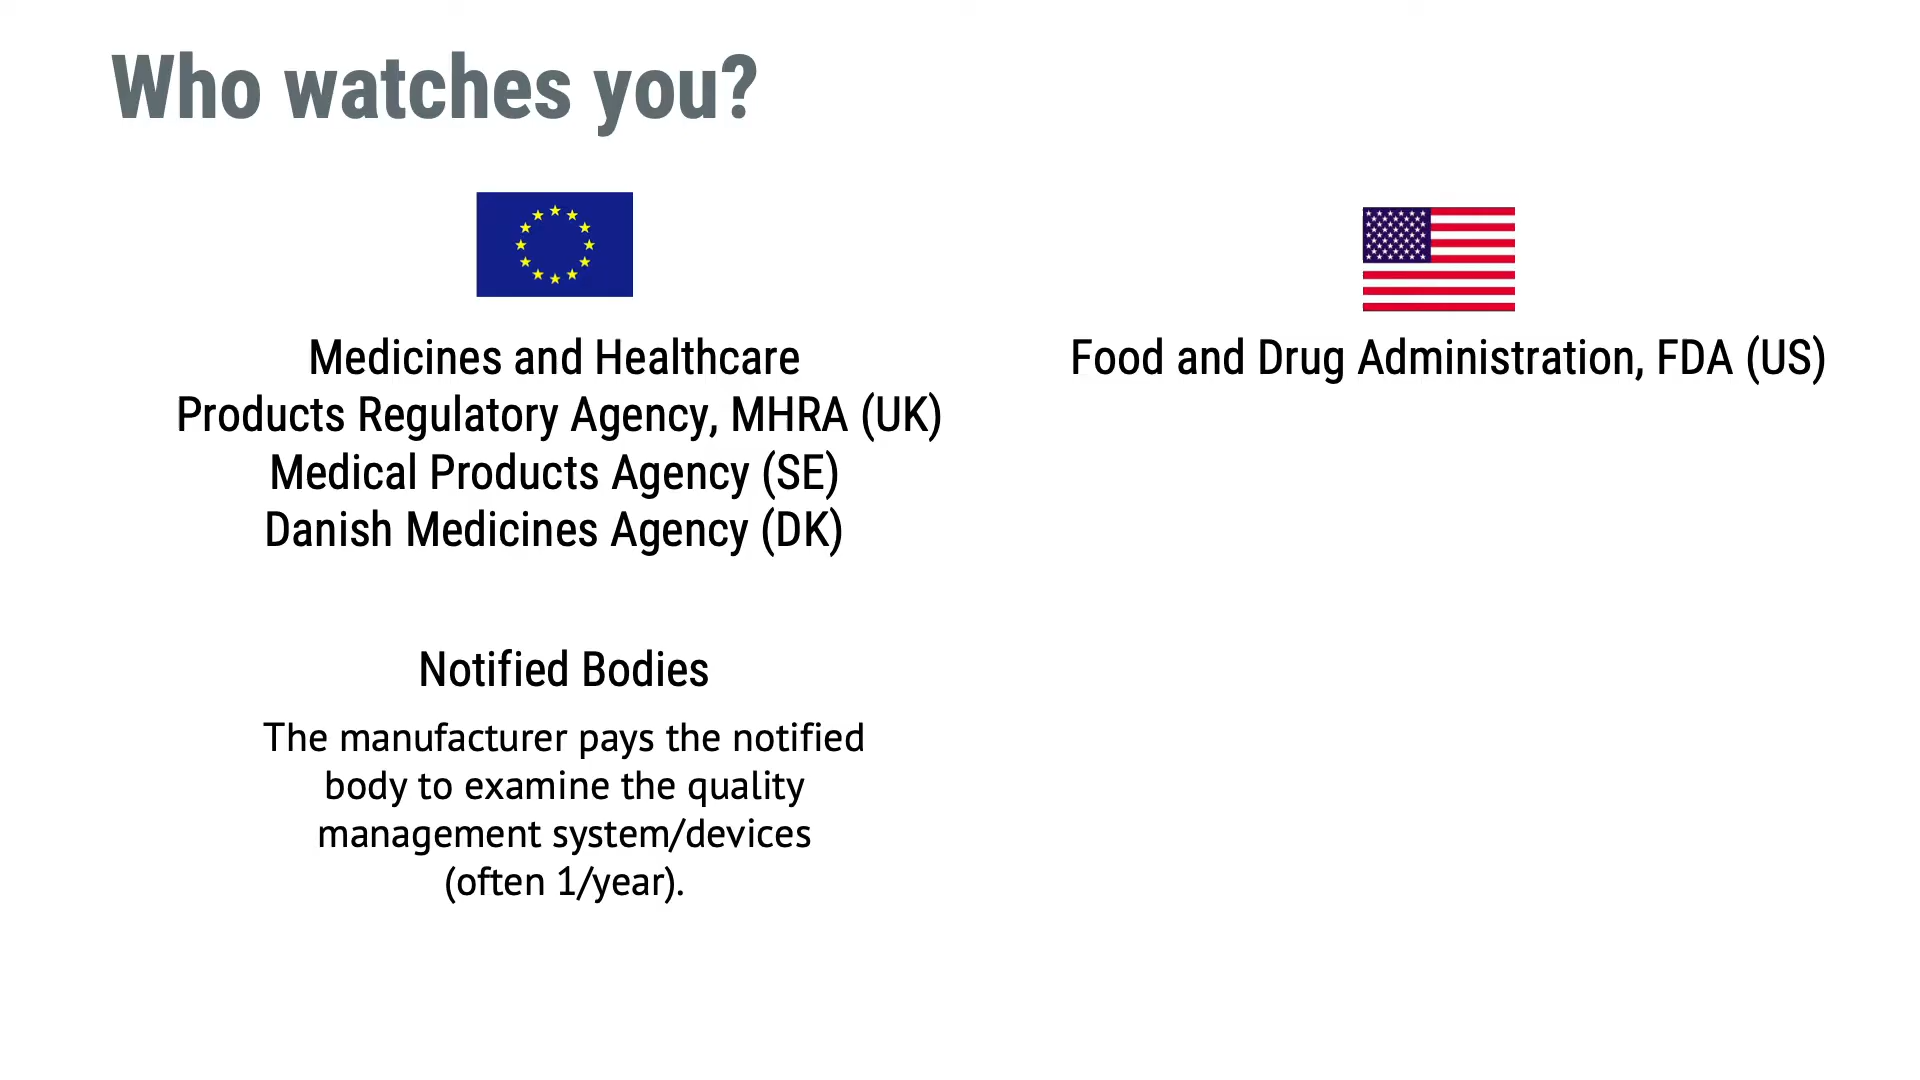 Who watches you?
Medicines and Healthcare
Products Regulatory Agency, MHRA (UK)
Medical Products Agency (SE)
Danish Medicines Agency (DK)
Notified Bodies
The manufacturer pays the notified
body to examine the quality
management system/devices
(often 1/year).
Food and Drug Administration, FDA (US)